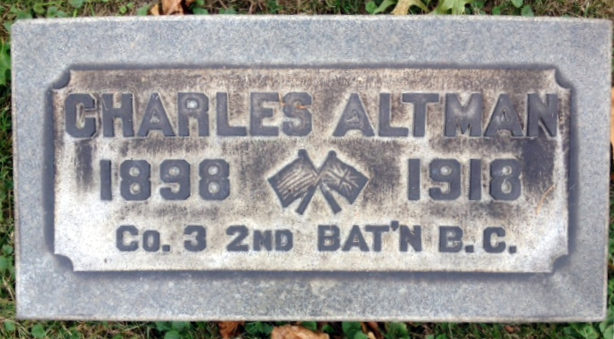 CHARLES ALTMAN
1898 1918
Co. 3 2ND BAT'N B.C.